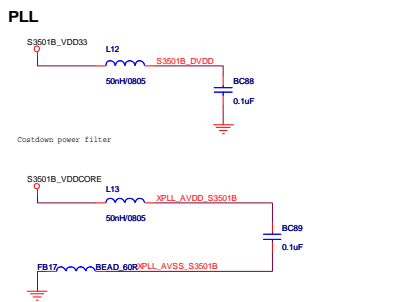 PLL
S3501B_VDD33
L12
S3501B_DVDD
50nH/0805
BC88
0.1uF
Costdown power filter
S3501B_VDDCORE
L13
XPLL_AVDD_S3501B
50nH/0805
BC89
0.1uF
FB17
BEAD_60R
XPLL_AVSS_S3501B